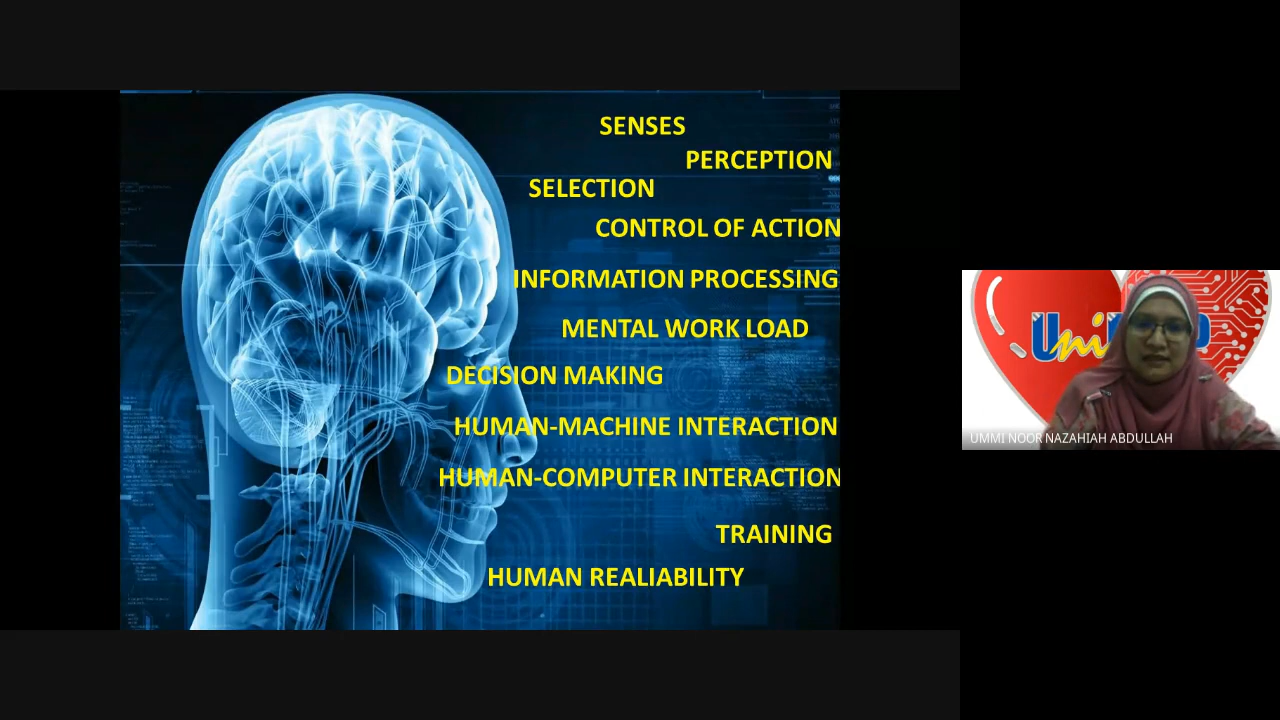 SENSES
PERCEPTION
SELECTION
CONTROL OF ACTION
INFORMATION PROCESSING
MENTAL WORK LOAD
DECISION MAKING
HUMAN-MACHINE INTERACTION
HUMAN-COMPUTER INTERACTION
TRAINING
HUMAN REALIABILITY
UMMI NOOR NAZAHIAH ABDULLAH